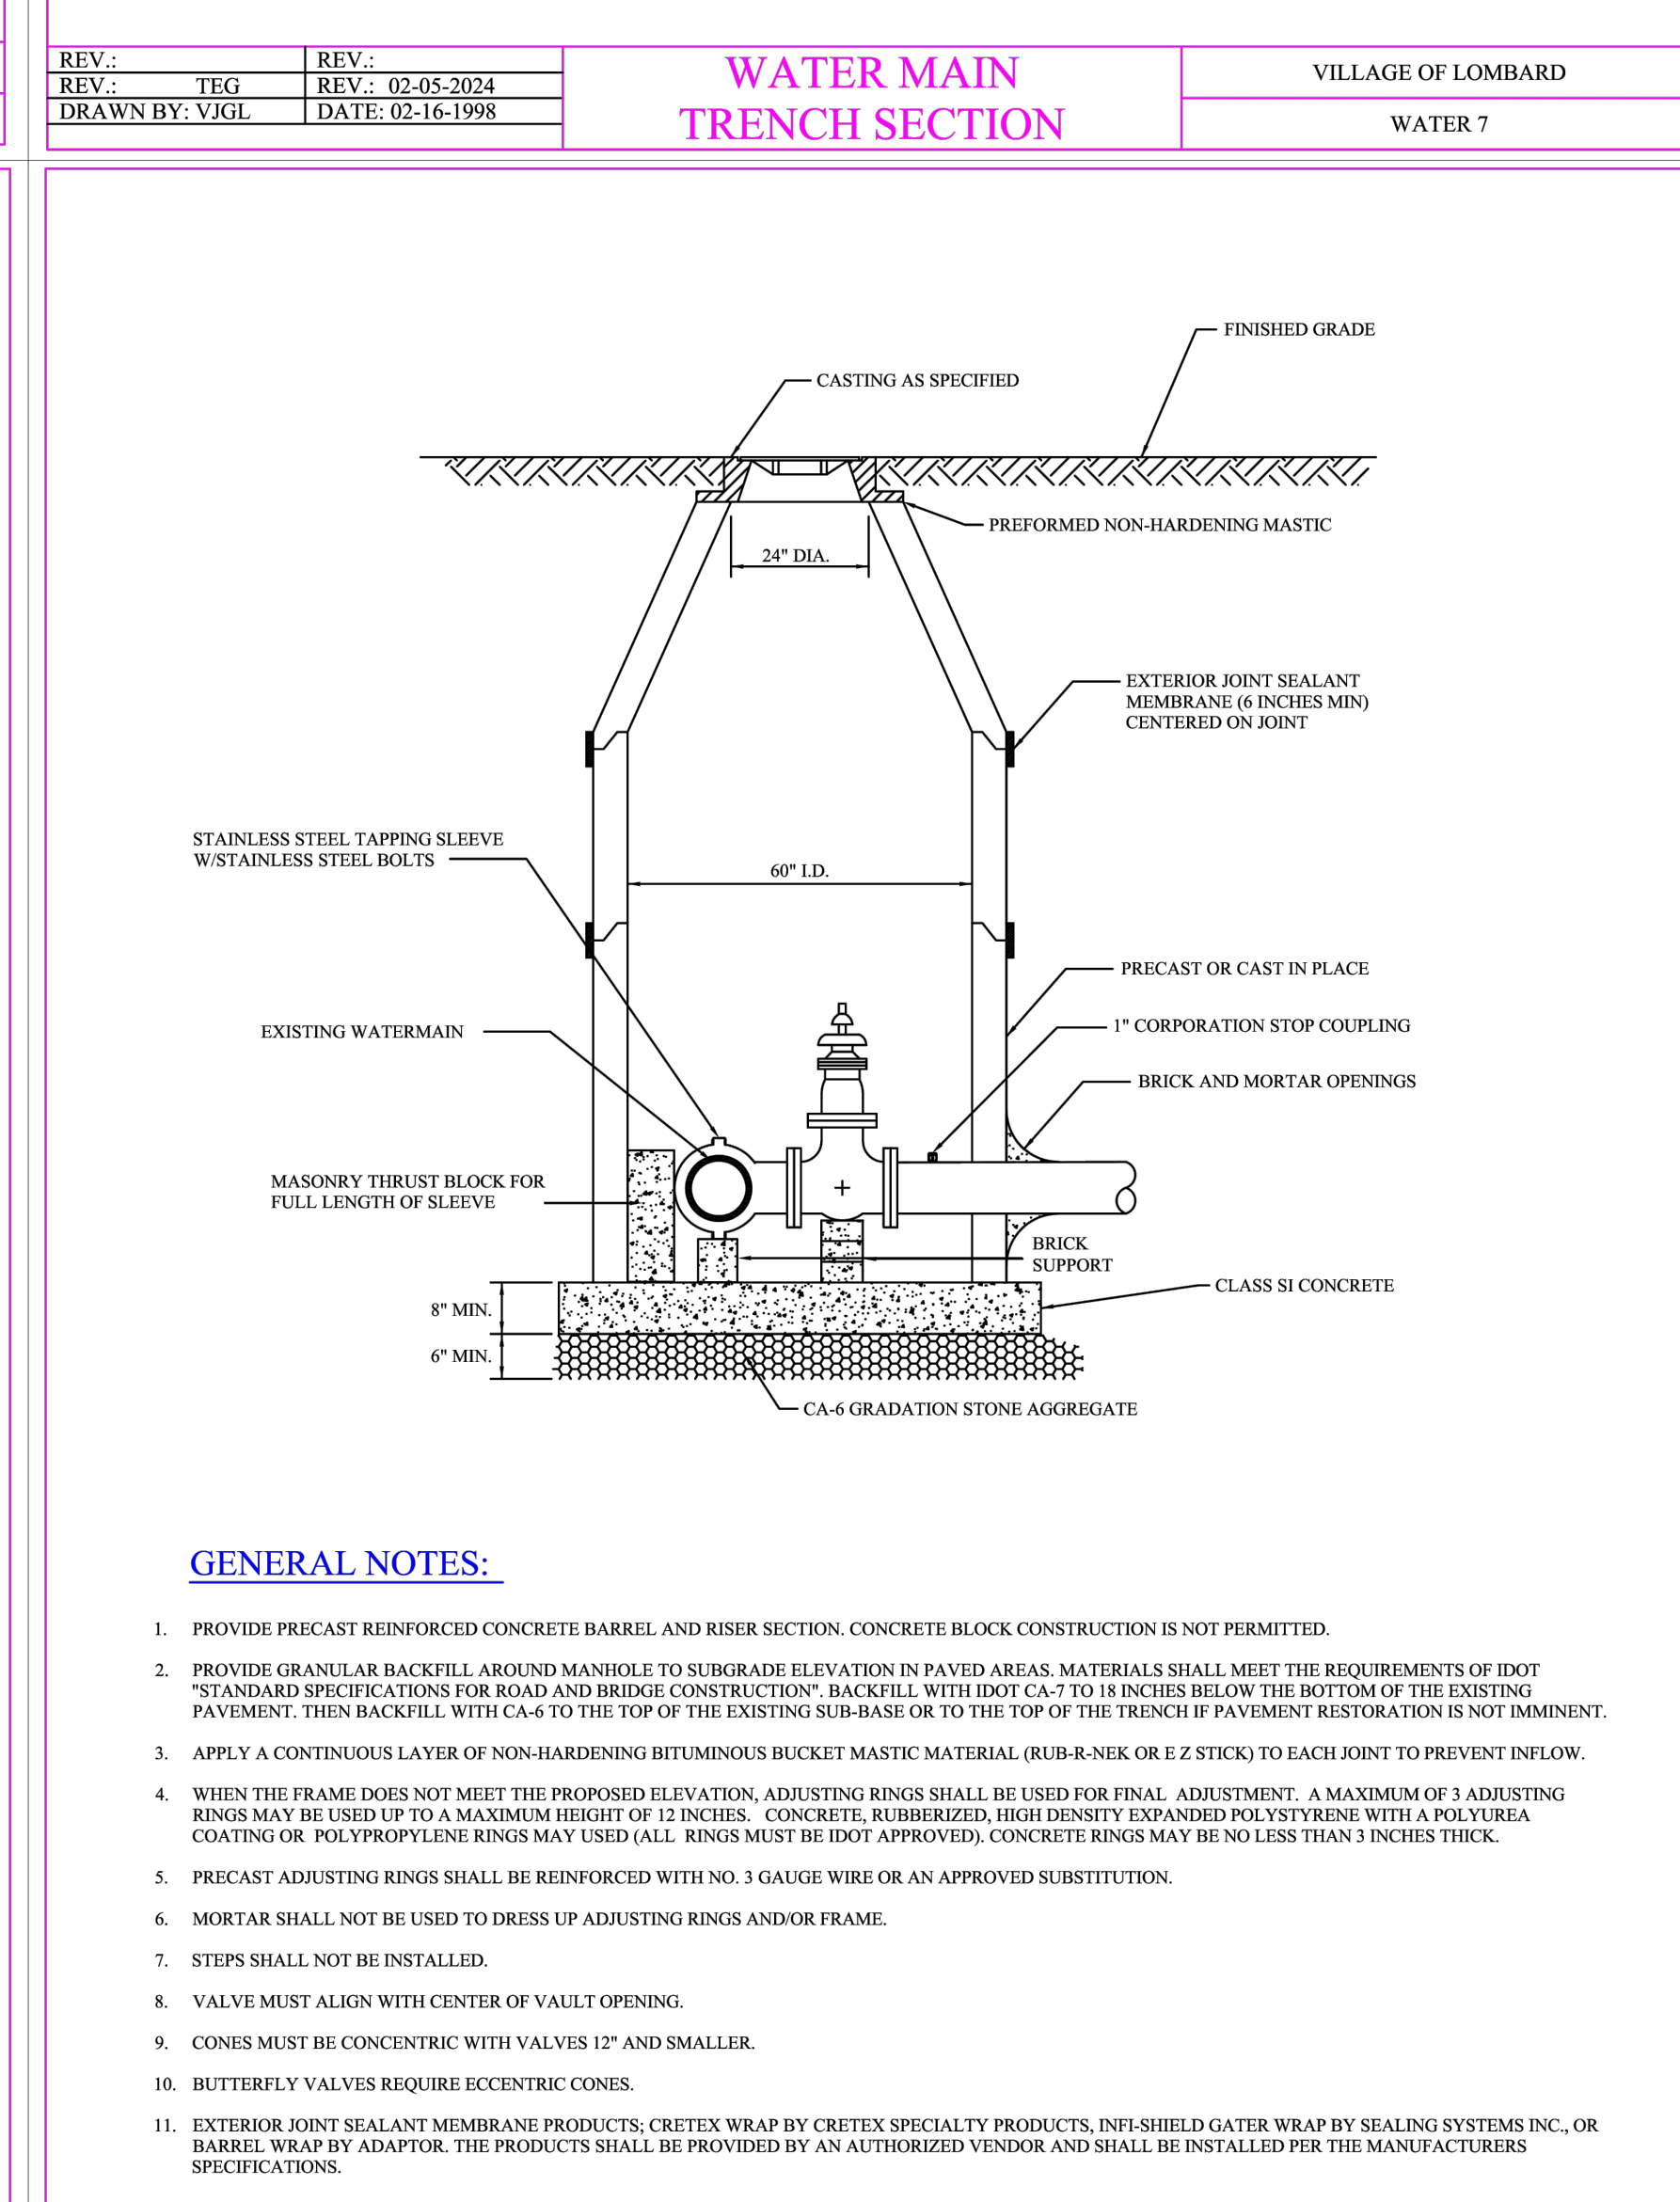 REV.:
REV.:
REV.: TEG
REV.: 02-05-2024
DRAWN BY: VJGL
DATE: 02-16-1998
WATER MAIN
TRENCH SECTION
VILLAGE OF LOMBARD
WATER 7
FINISHED GRADE
CASTING AS SPECIFIED
PREFORMED NON-HARDENING MASTIC
24" DIA.
EXTERIOR JOINT SEALANT
MEMBRANE (6 INCHES MIN)
CENTERED ON JOINT
STAINLESS STEEL TAPPING SLEEVE
W/STAINLESS STEEL BOLTS
60" I.D.
PRECAST OR CAST IN PLACE
EXISTING WATERMAIN
1" CORPORATION STOP COUPLING
BRICK AND MORTAR OPENINGS
MASONRY THRUST BLOCK FOR
FULL LENGTH OF SLEEVE
BRICK
SUPPORT
CLASS SI CONCRETE
8" MIN.
6" MIN.
CA-6 GRADATION STONE AGGREGATE
GENERAL NOTES:
1. PROVIDE PRECAST REINFORCED CONCRETE BARREL AND RISER SECTION. CONCRETE BLOCK CONSTRUCTION IS NOT PERMITTED.
2. PROVIDE GRANULAR BACKFILL AROUND MANHOLE TO SUBGRADE ELEVATION IN PAVED AREAS. MATERIALS SHALL MEET THE REQUIREMENTS OF IDOT
"STANDARD SPECIFICATIONS FOR ROAD AND BRIDGE CONSTRUCTION". BACKFILL WITH IDOT CA-7 TO 18 INCHES BELOW THE BOTTOM OF THE EXISTING
PAVEMENT. THEN BACKFILL WITH CA-6 TO THE TOP OF THE EXISTING SUB-BASE OR TO THE TOP OF THE TRENCH IF PAVEMENT RESTORATION IS NOT IMMINENT.
3. APPLY A CONTINUOUS LAYER OF NON-HARDENING BITUMINOUS BUCKET MASTIC MATERIAL (RUB-R-NEK OR E Z STICK) TO EACH JOINT TO PREVENT INFLOW.
4. WHEN THE FRAME DOES NOT MEET THE PROPOSED ELEVATION, ADJUSTING RINGS SHALL BE USED FOR FINAL ADJUSTMENT. A MAXIMUM OF 3 ADJUSTING
RINGS MAY BE USED UP TO A MAXIMUM HEIGHT OF 12 INCHES. CONCRETE, RUBBERIZED, HIGH DENSITY EXPANDED POLYSTYRENE WITH A POLYUREA
COATING OR POLYPROPYLENE RINGS MAY USED (ALL RINGS MUST BE IDOT APPROVED). CONCRETE RINGS MAY BE NO LESS THAN 3 INCHES THICK.
5. PRECAST ADJUSTING RINGS SHALL BE REINFORCED WITH NO. 3 GAUGE WIRE OR AN APPROVED SUBSTITUTION.
6. MORTAR SHALL NOT BE USED TO DRESS UP ADJUSTING RINGS AND/OR FRAME.
7. STEPS SHALL NOT BE INSTALLED.
8. VALVE MUST ALIGN WITH CENTER OF VAULT OPENING.
9. CONES MUST BE CONCENTRIC WITH VALVES 12" AND SMALLER.
10. BUTTERFLY VALVES REQUIRE ECCENTRIC CONES.
11. EXTERIOR JOINT SEALANT MEMBRANE PRODUCTS; CRETEX WRAP BY CRETEX SPECIALTY PRODUCTS, INFI-SHIELD GATER WRAP BY SEALING SYSTEMS INC., OR
BARREL WRAP BY ADAPTOR. THE PRODUCTS SHALL BE PROVIDED BY AN AUTHORIZED VENDOR AND SHALL BE INSTALLED PER THE MANUFACTURERS
SPECIFICATIONS.